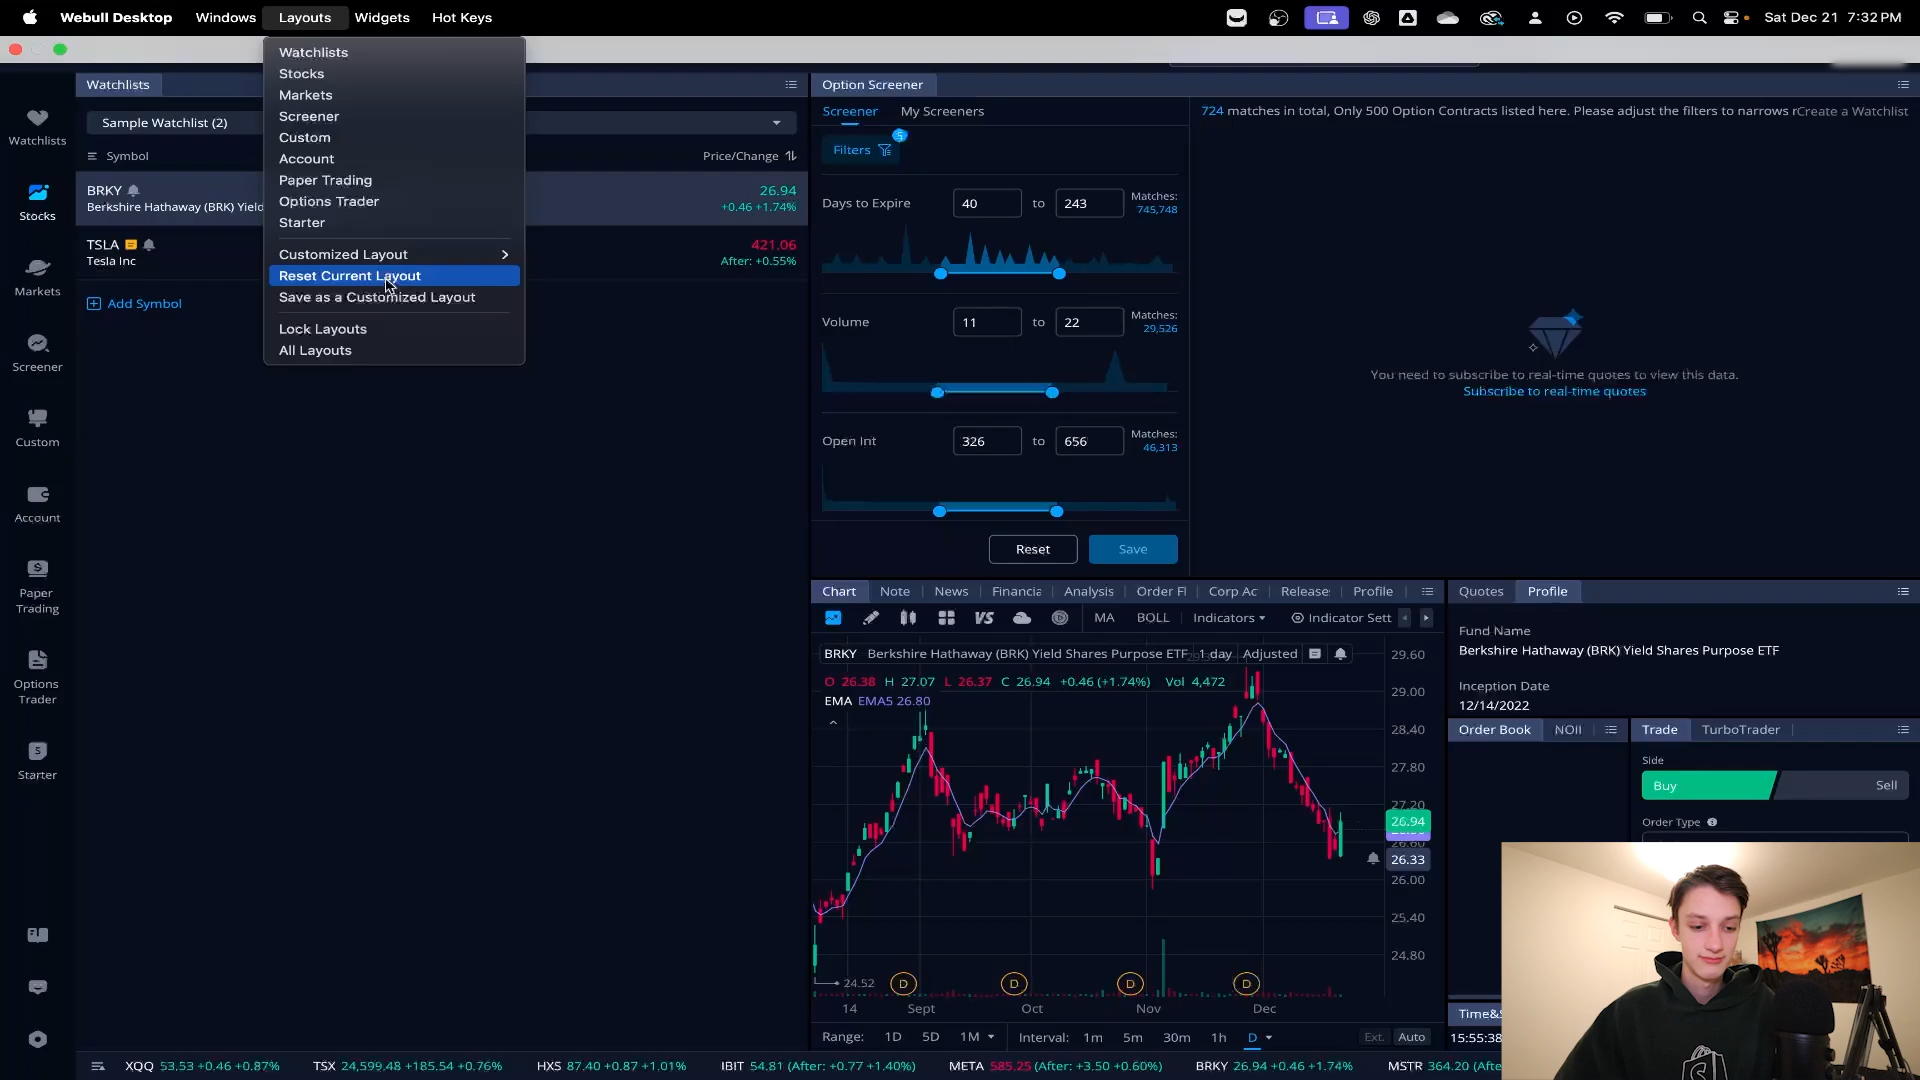 Webull Desktop Windows Layouts Widgets Hot Keys
Sat Dec 21 7:32 PM
Watchlists
Stocks
Markets
Screener
Custom
Account
Paper Trading
Options Trader
Starter
Customized Layout
Reset Current Layout
Save as a Customized Layout
Lock Layouts
All Layouts
Watchlists
Stocks
Markets
Screener
Custom
Account
Paper
Trading
Options
Trader
Starter
Watchlists
Sample Watchlist (2)
Symbol Price/Change
BRKY 26.94
Berkshire Hathaway (BRK) Yield +0.46 +1.74%
TSLA 421.06
Tesla Inc After: +0.55%
Add Symbol
Option Screener
Screener My Screeners
724 matches in total, Only 500 Option Contracts listed here. Please adjust the filters to narrows r
Create a Watchlist
Filters 5
Days to Expire 40 to 243 Matches:
745,748
Volume 11 to 22 Matches:
29,526
Open Int 326 to 656 Matches:
46,313
Reset Save
You need to subscribe to real-time quotes to view this data.
Subscribe to real-time quotes
Chart Note News Financia Analysis Order Fl Corp Ac Release Profile
VS MA BOLL Indicators Indicator Sett
BRKY Berkshire Hathaway (BRK) Yield Shares Purpose ETF 1 day Adjusted
O 26.38 H 27.07 L 26.37 C 26.94 +0.46 (+1.74%) Vol 4,472
EMA EMA5 26.80
29.60
29.00
28.40
27.80
27.20
26.94
26.33
26.00
25.40
24.80
24.52
D D D D
14 Sept Oct Nov Dec
Range: 1D 5D 1M Interval: 1m 5m 30m 1h D Ext. Auto
Quotes Profile
Fund Name
Berkshire Hathaway (BRK) Yield Shares Purpose ETF
Inception Date
12/14/2022
Order Book NOII
Trade TurboTrader
Side
Buy Sell
Order Type
Time&S
15:55:38
XQQ 53.53 +0.46 +0.87% TSX 24,599.48 +185.54 +0.76% HXS 87.40 +0.87 +1.01% IBIT 54.81 (After: +0.77 +1.40%) META 585.25 (After: +3.50 +0.60%) BRKY 26.94 +0.46 +1.74% MSTR 364.20 (Afte